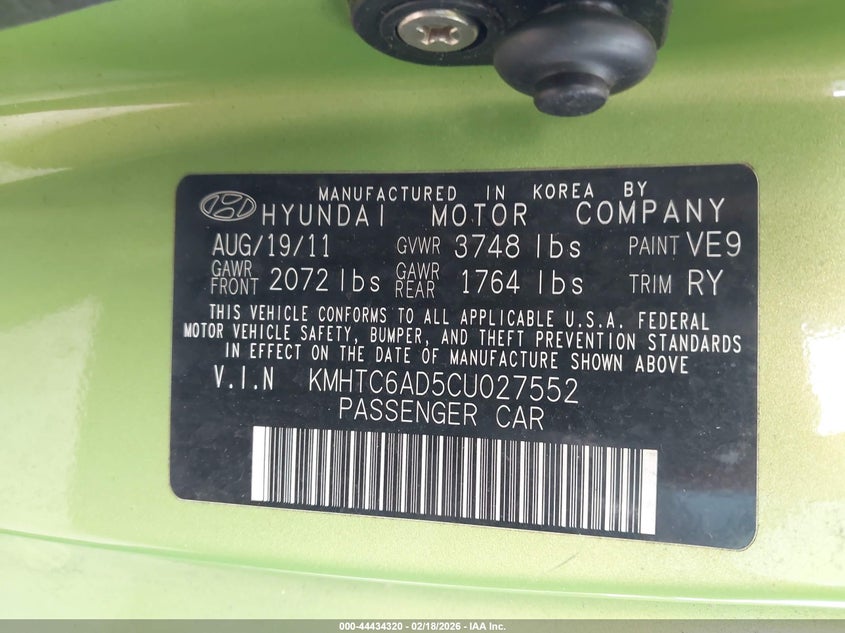 MANUFACTURED IN KOREA BY
HYUNDAI MOTOR COMPANY
AUG/19/11 GVWR 3748 lbs PAINT VE9
GAWR FRONT 2072 lbs GAWR REAR 1764 lbs TRIM RY
THIS VEHICLE CONFORMS TO ALL APPLICABLE U.S.A. FEDERAL
MOTOR VEHICLE SAFETY, BUMPER, AND THEFT PREVENTION STANDARDS
IN EFFECT ON THE DATE OF MANUFACTURE SHOWN ABOVE
V.I.N KMHTC6AD5CU027552
PASSENGER CAR
000-44434320 - 02/18/2026 - IAA Inc.